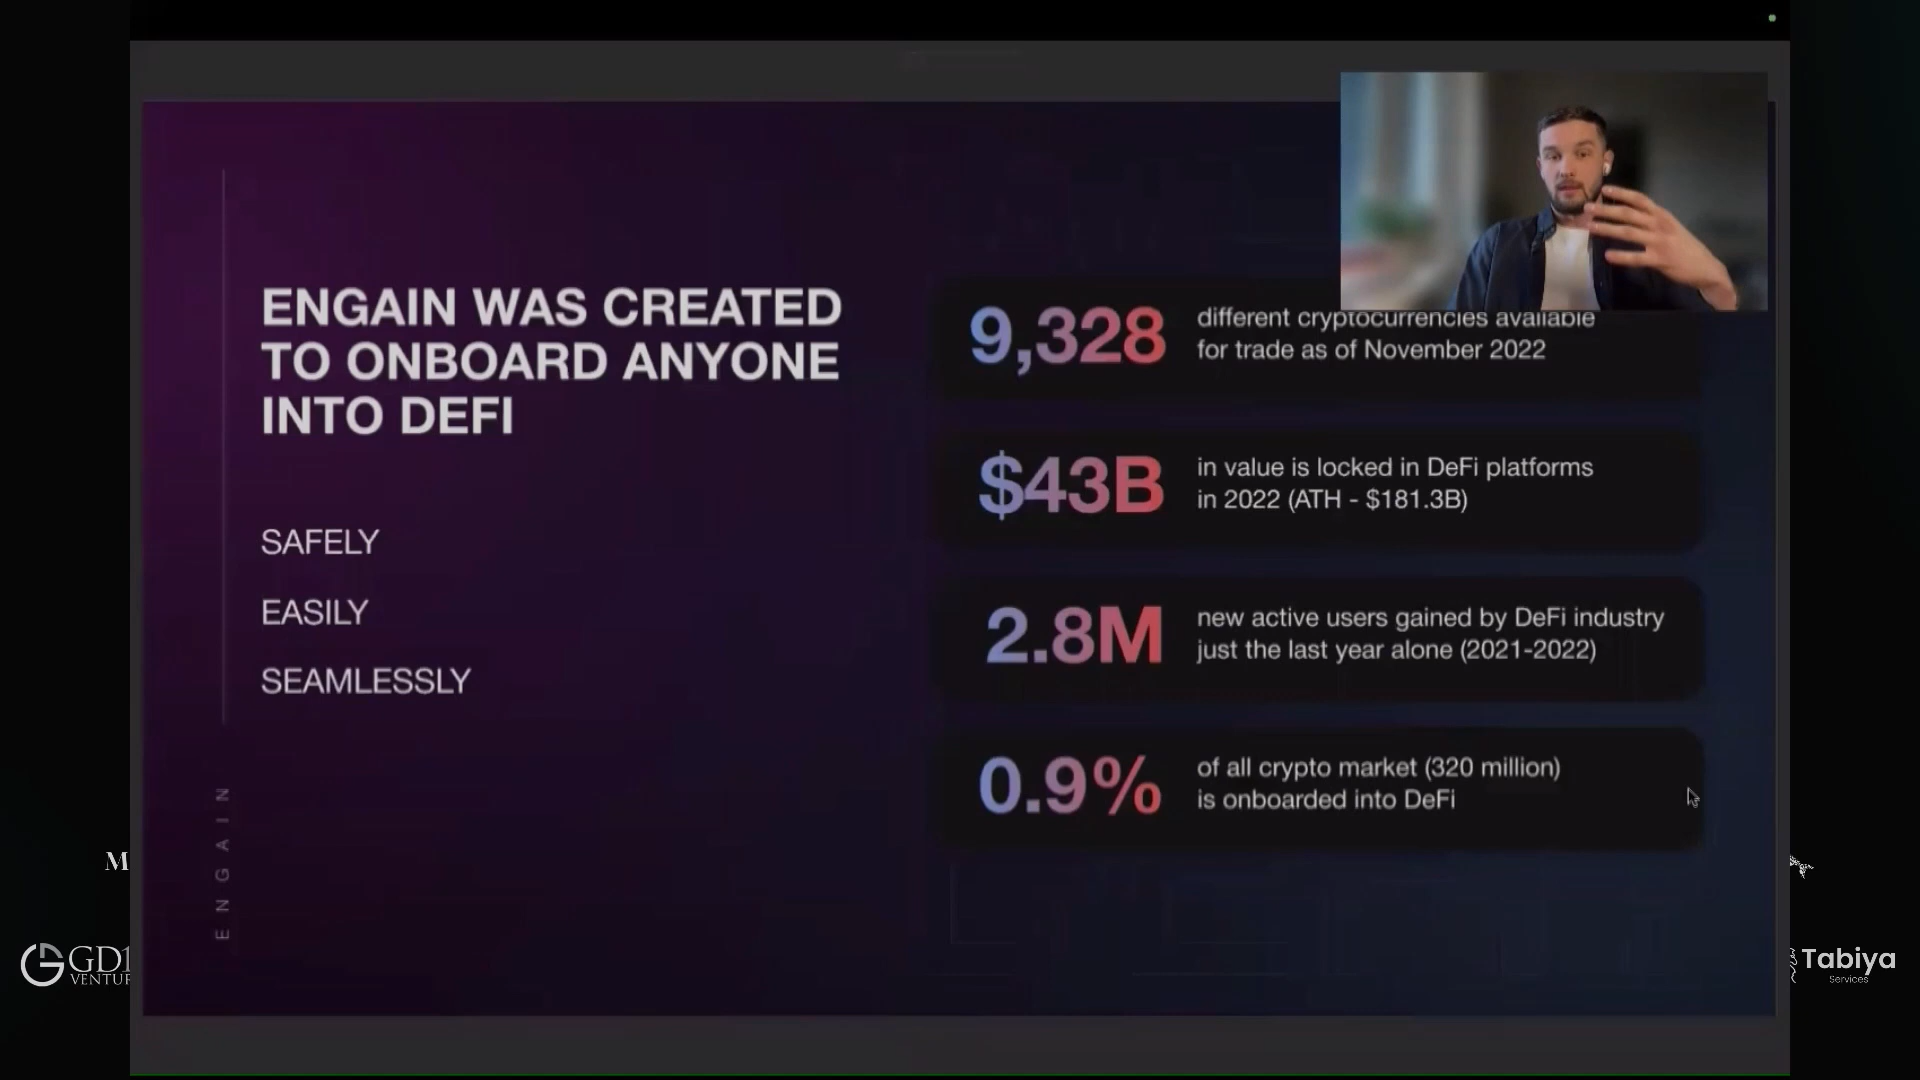 ENGAIN WAS CREATED
TO ONBOARD ANYONE
INTO DEFI
SAFELY
EASILY
SEAMLESSLY
ENGAIN
9,328
different cryptocurrencies available
for trade as of November 2022
$43B
in value is locked in DeFi platforms
in 2022 (ATH - $181.3B)
2.8M
new active users gained by DeFi industry
just the last year alone (2021-2022)
0.9%
of all crypto market (320 million)
is onboarded into DeFi
M
GD1
VENTUR
Tabiya
Services